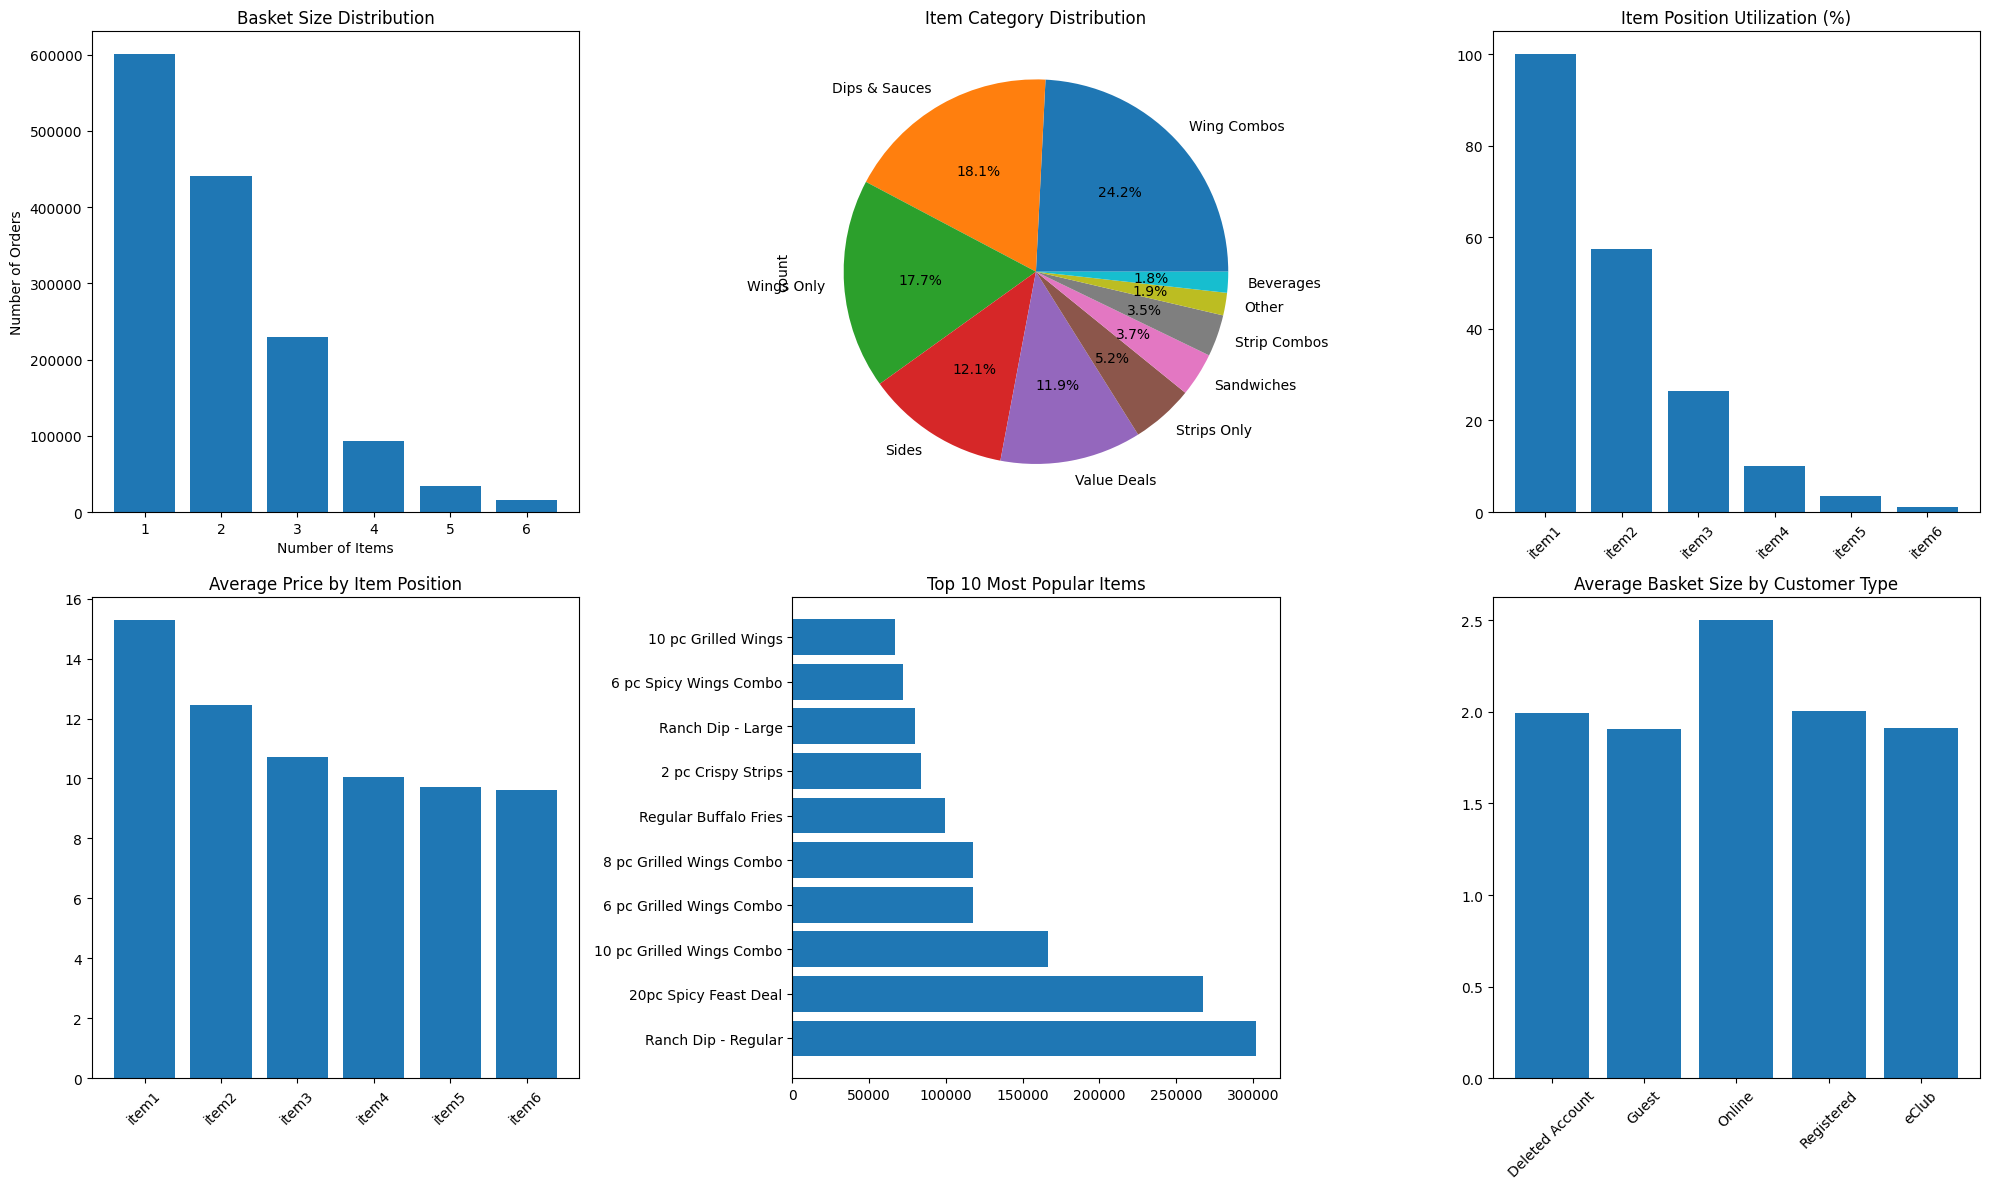 Basket Size Distribution
Number of Orders
600000
500000
400000
300000
200000
100000
0
1 2 3 4 5 6
Number of Items
Item Category Distribution
count
Wing Combos
24.2%
Dips & Sauces
18.1%
Wings Only
17.7%
Sides
12.1%
Value Deals
11.9%
Strips Only
5.2%
Sandwiches
3.7%
Strip Combos
3.5%
Other
1.9%
Beverages
1.8%
Item Position Utilization (%)
100
80
60
40
20
0
item1 item2 item3 item4 item5 item6
Average Price by Item Position
16
14
12
10
8
6
4
2
0
item1 item2 item3 item4 item5 item6
Top 10 Most Popular Items
10 pc Grilled Wings
6 pc Spicy Wings Combo
Ranch Dip - Large
2 pc Crispy Strips
Regular Buffalo Fries
8 pc Grilled Wings Combo
6 pc Grilled Wings Combo
10 pc Grilled Wings Combo
20pc Spicy Feast Deal
Ranch Dip - Regular
0 50000 100000 150000 200000 250000 300000
Average Basket Size by Customer Type
2.5
2.0
1.5
1.0
0.5
0.0
Deleted Account Guest Online Registered eClub